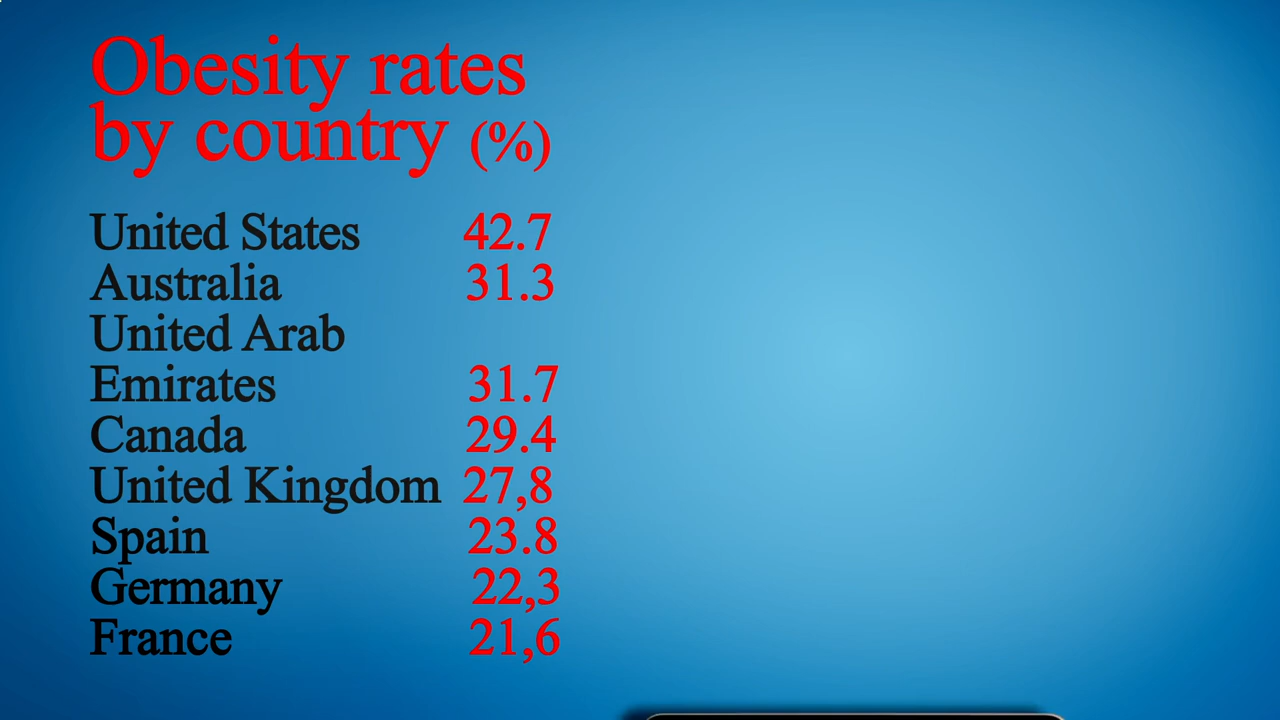 Obesity rates
by country (%)
United States 42.7
Australia 31.3
United Arab
Emirates 31.7
Canada 29.4
United Kingdom 27,8
Spain 23.8
Germany 22,3
France 21,6